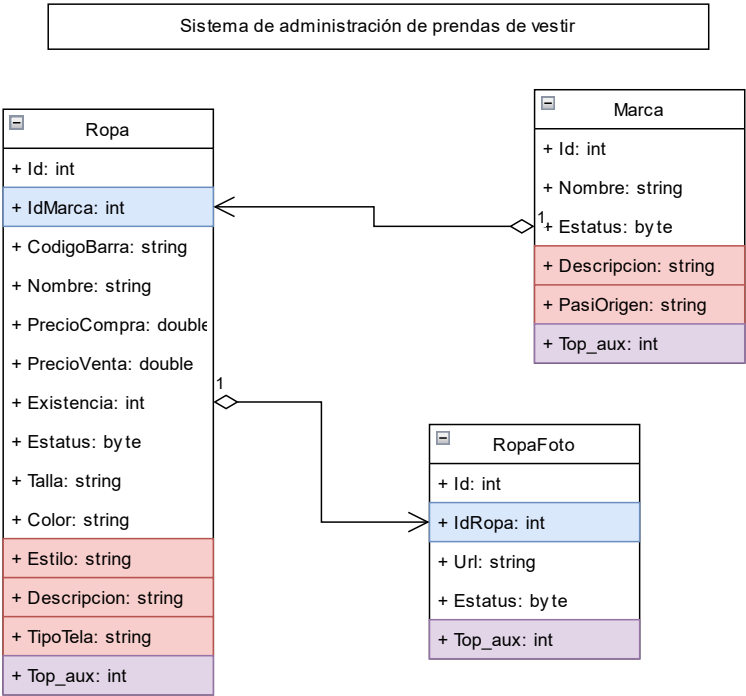 Sistema de administración de prendas de vestir
Ropa
+ Id: int
+ IdMarca: int
+ CodigoBarra: string
+ Nombre: string
+ PrecioCompra: double
+ PrecioVenta: double
+ Existencia: int
+ Estatus: byte
+ Talla: string
+ Color: string
+ Estilo: string
+ Descripcion: string
+ TipoTela: string
+ Top_aux: int
1
Marca
+ Id: int
+ Nombre: string
+ Estatus: byte
+ Descripcion: string
+ PasiOrigen: string
+ Top_aux: int
1
RopaFoto
+ Id: int
+ IdRopa: int
+ Url: string
+ Estatus: byte
+ Top_aux: int